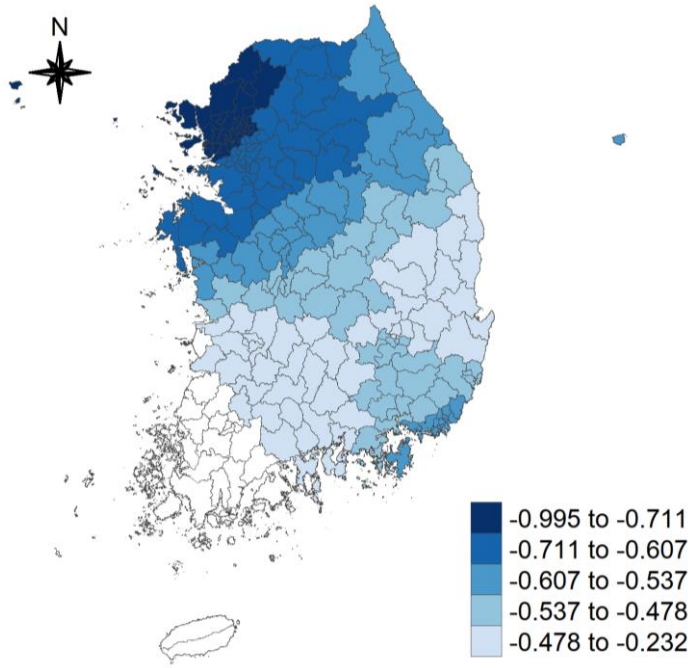 N
-0.995 to -0.711
-0.711 to -0.607
-0.607 to -0.537
-0.537 to -0.478
-0.478 to -0.232